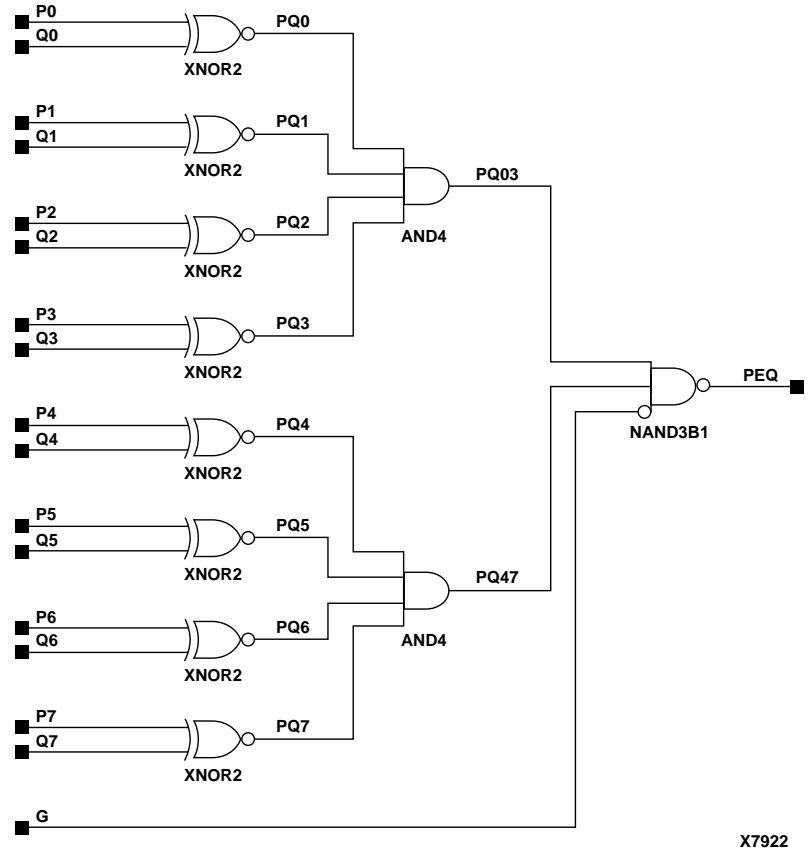 P0
PQ0
Q0
XNOR2
P1
PQ1
Q1
XNOR2
PQ03
P2
PQ2
Q2
AND4
XNOR2
P3
PQ3
Q3
XNOR2
PEQ
P4
PQ4
Q4
NAND3B1
XNOR2
P5
PQ5
Q5
XNOR2
PQ47
P6
PQ6
Q6
AND4
XNOR2
P7
PQ7
Q7
XNOR2
G
X7922